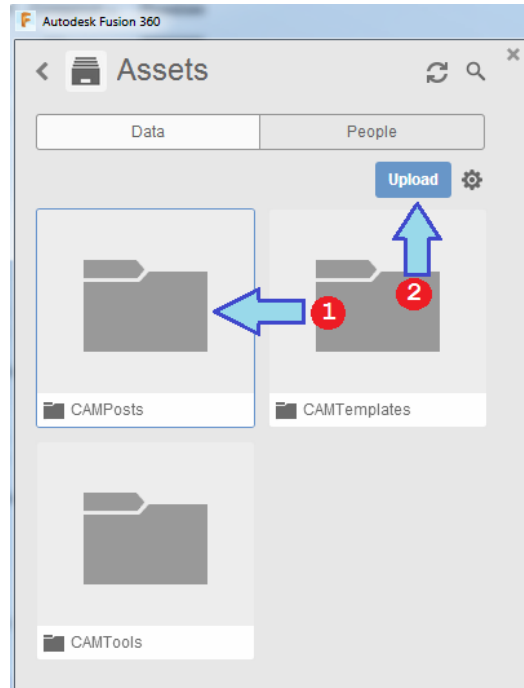 Autodesk Fusion 360
Assets
Data People
Upload
1
2
CAMPosts CAMTemplates
CAMTools